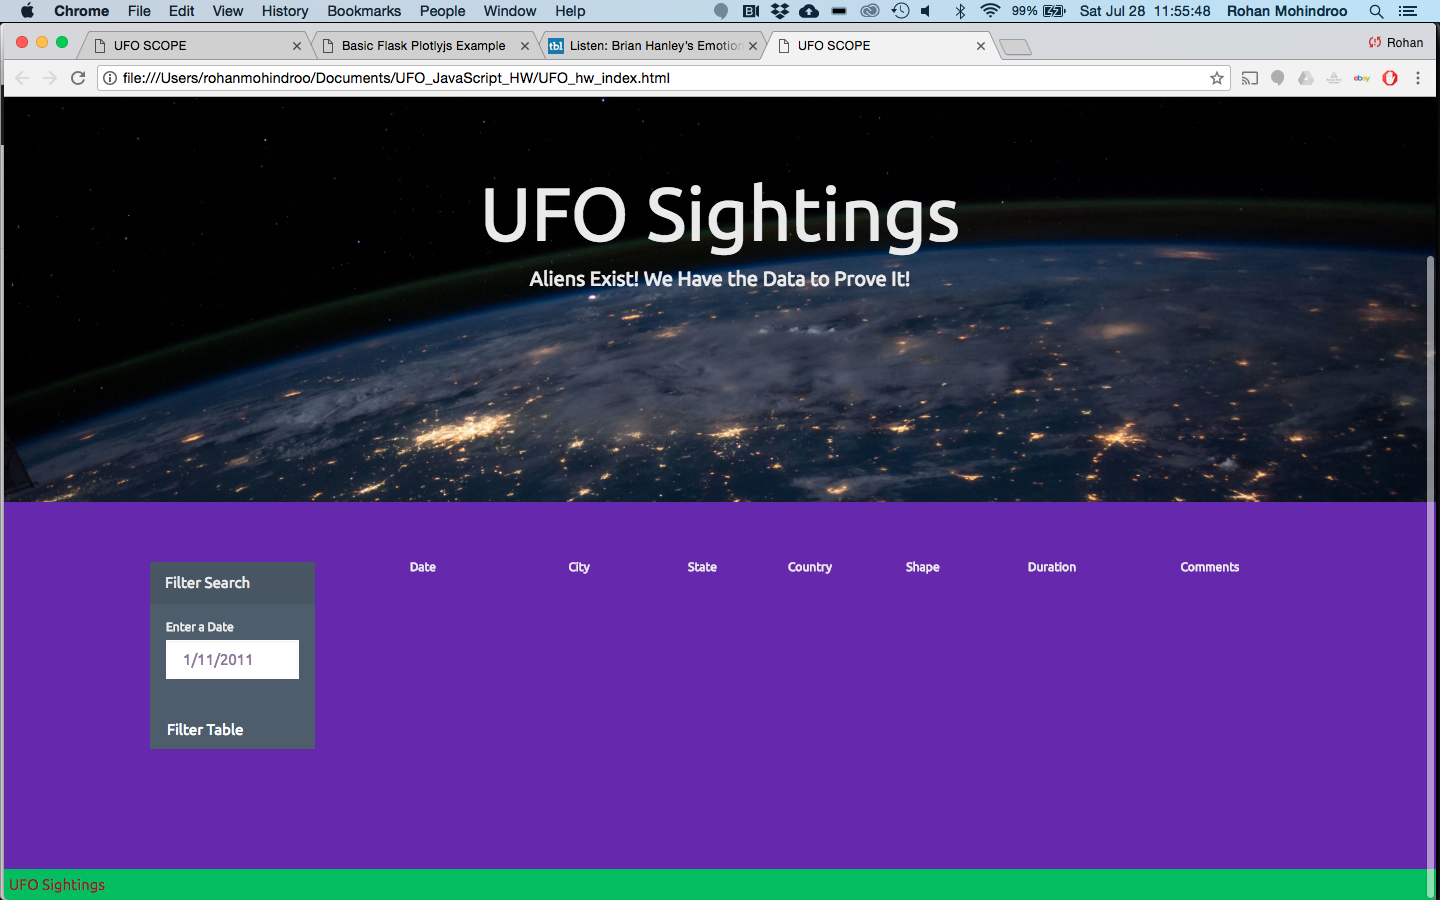 Chrome File Edit View History Bookmarks People Window Help 99% Sat Jul 28 11:55:48 Rohan Mohindroo
UFO SCOPE Basic Flask Plotlyjs Example tbl Listen: Brian Hanley's Emotion UFO SCOPE Rohan
file:///Users/rohanmohindroo/Documents/UFO_JavaScript_HW/UFO_hw_index.html ebay
UFO Sightings
Aliens Exist! We Have the Data to Prove It!
Date City State Country Shape Duration Comments
Filter Search
Enter a Date
1/11/2011
Filter Table
UFO Sightings